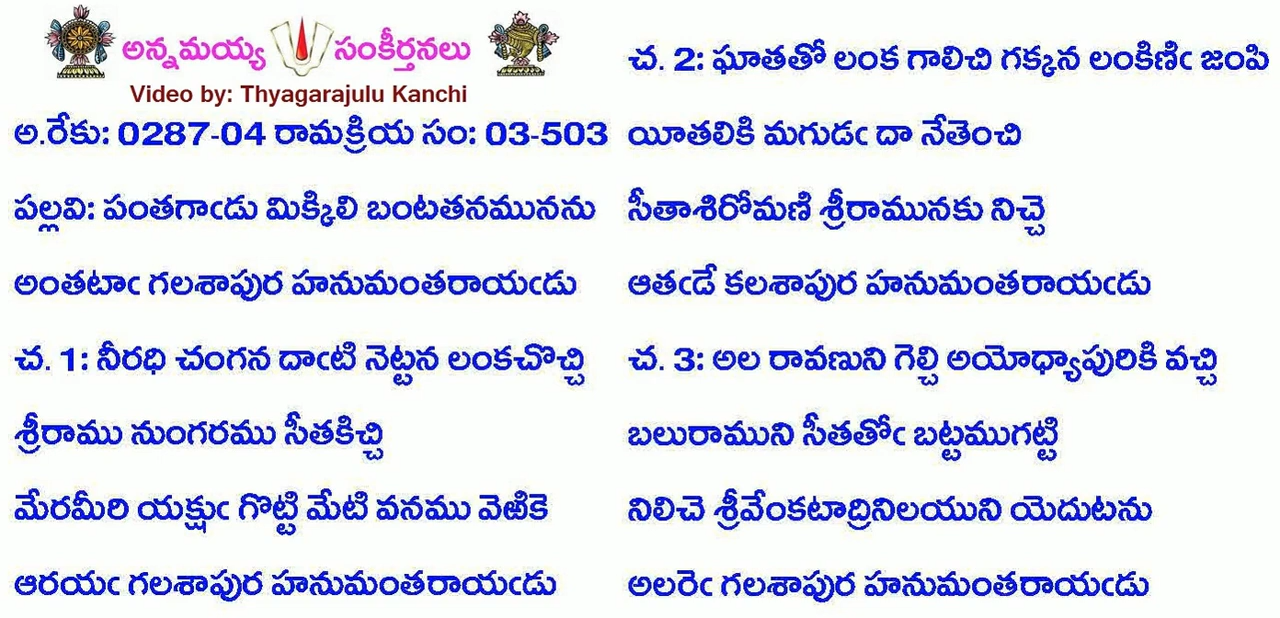 అన్నమయ్య సంకీర్తనలు
Video by: Thyagarajulu Kanchi
అ.రేకు: 0287-04 రామక్రియ సం: 03-503
పల్లవి: పంతగాఁడు మిక్కిలి బంటతనమునను
అంతటాఁ గలశాపుర హనుమంతరాయఁడు
చ. 1: నీరధి చంగన దాఁటి నెట్టన లంకచొచ్చి
శ్రీరాము నుంగరము సీతకిచ్చి
మేరమీరి యక్షుఁ గొట్టి మేటి వనము వెఱికె
ఆరయఁ గలశాపుర హనుమంతరాయఁడు
చ. 2: ఘాతతో లంక గాలిచి గక్కన లంకిణిఁ జంపి
యీతలికి మగుడఁ దా నేతెంచి
సీతాశిరోమణి శ్రీరామునకు నిచ్చె
ఆతఁడే కలశాపుర హనుమంతరాయఁడు
చ. 3: అల రావణుని గెల్చి అయోధ్యాపురికి వచ్చి
బలురాముని సీతతోఁ బట్టముగట్టి
నిలిచె శ్రీవేంకటాద్రినిలయుని యెదుటను
అలరెఁ గలశాపుర హనుమంతరాయఁడు